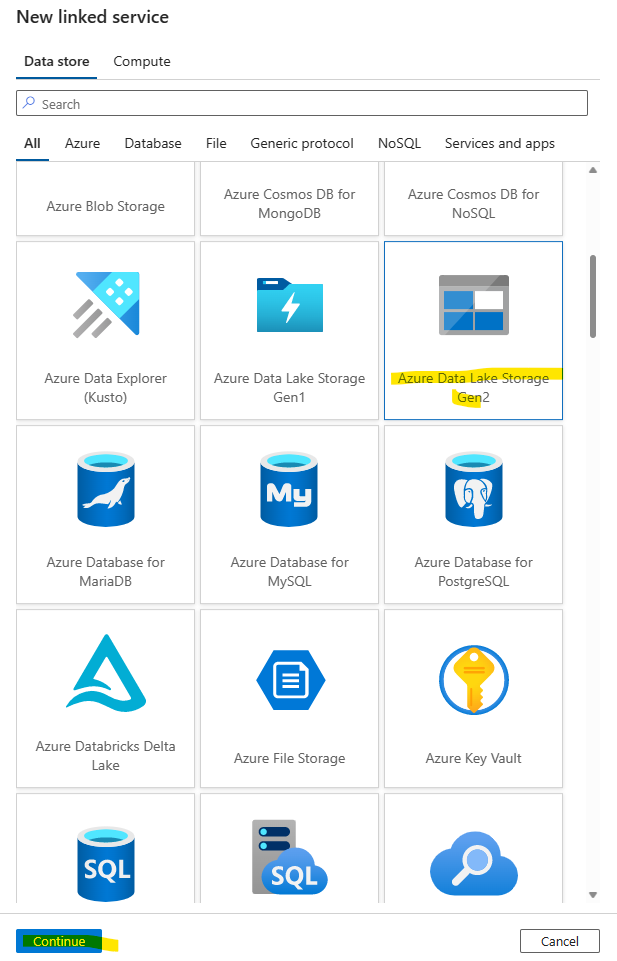 New linked service
Data store
Compute
Search
All
Azure
Database
File
Generic protocol
NoSQL
Services and apps
Azure Blob Storage
Azure Cosmos DB for
MongoDB
Azure Cosmos DB for
NoSQL
Azure Data Explorer
(Kusto)
Azure Data Lake Storage
Gen1
Azure Data Lake Storage
Gen2
My
Azure Database for
MariaDB
Azure Database for
MySQL
Azure Database for
PostgreSQL
Azure Databricks Delta
Lake
Azure File Storage
Azure Key Vault
SQL
SQL
Continue
Cancel